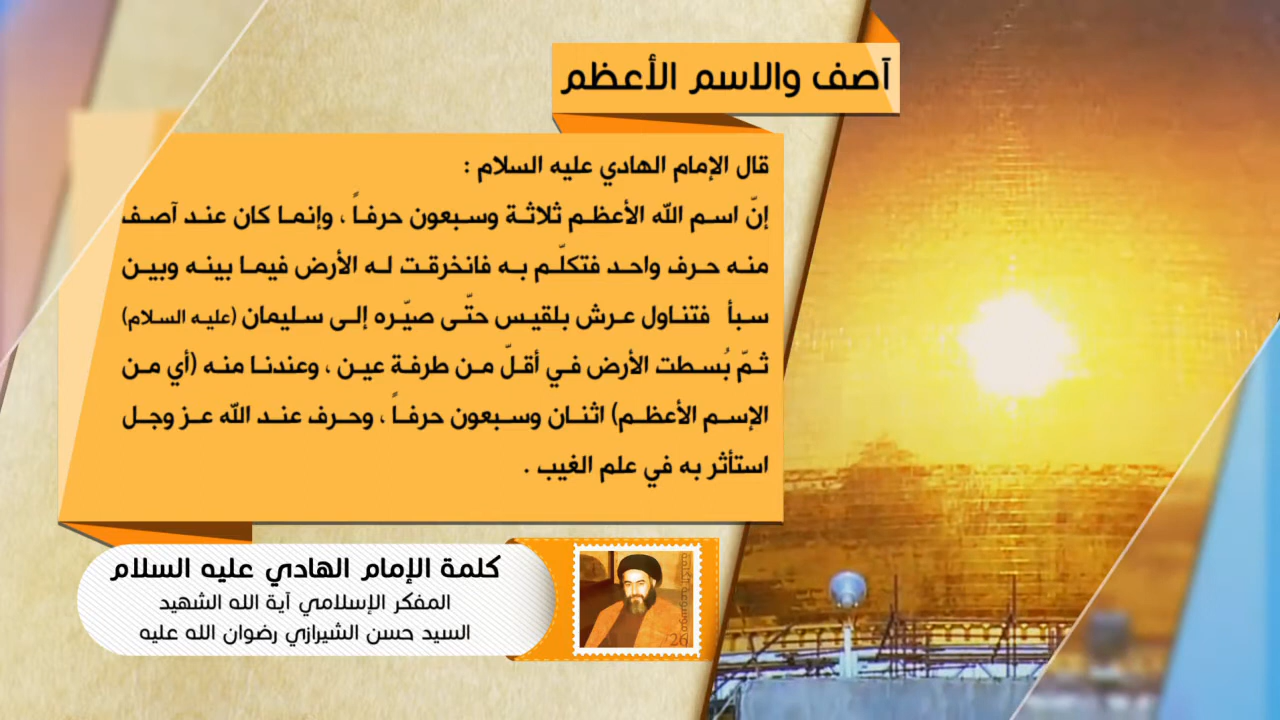 آصف والاسم الأعظم
قال الإمام الهادي عليه السلام :
إنّ اسم الله الأعظم ثلاثة وسبعون حرفاً ، وإنما كان عند آصف
منه حرف واحد فتكلّم به فانخرقت له الأرض فيما بينه وبين
سبأ فتناول عرش بلقيس حتّى صيّره إلى سليمان (عليه السلام)
ثمّ بُسطت الأرض في أقلّ من طرفة عين ، وعندنا منه (أي من
الإسم الأعظم) اثنان وسبعون حرفاً ، وحرف عند الله عز وجل
استأثر به في علم الغيب .
كلمة الإمام الهادي عليه السلام
المفكر الإسلامي آية الله الشهيد
السيد حسن الشيرازي رضوان الله عليه
26